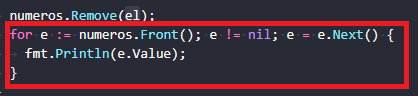 numeros.Remove(el);
for e := numeros.Front(); e != nil; e = e.Next() {
  fmt.Println(e.Value);
}